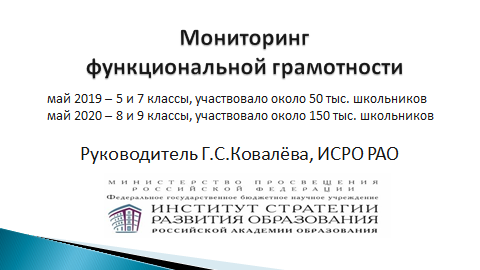 Мониторинг
функциональной грамотности
май 2019 – 5 и 7 классы, участвовало около 50 тыс. школьников
май 2020 – 8 и 9 классы, участвовало около 150 тыс. школьников
Руководитель Г.С.Ковалёва, ИСРО РАО
МИНИСТЕРСТВО ПРОСВЕЩЕНИЯ
РОССИЙСКОЙ ФЕДЕРАЦИИ
Федеральное государственное бюджетное научное учреждение
ИНСТИТУТ СТРАТЕГИИ
РАЗВИТИЯ ОБРАЗОВАНИЯ
РОССИЙСКОЙ АКАДЕМИИ ОБРАЗОВАНИЯ